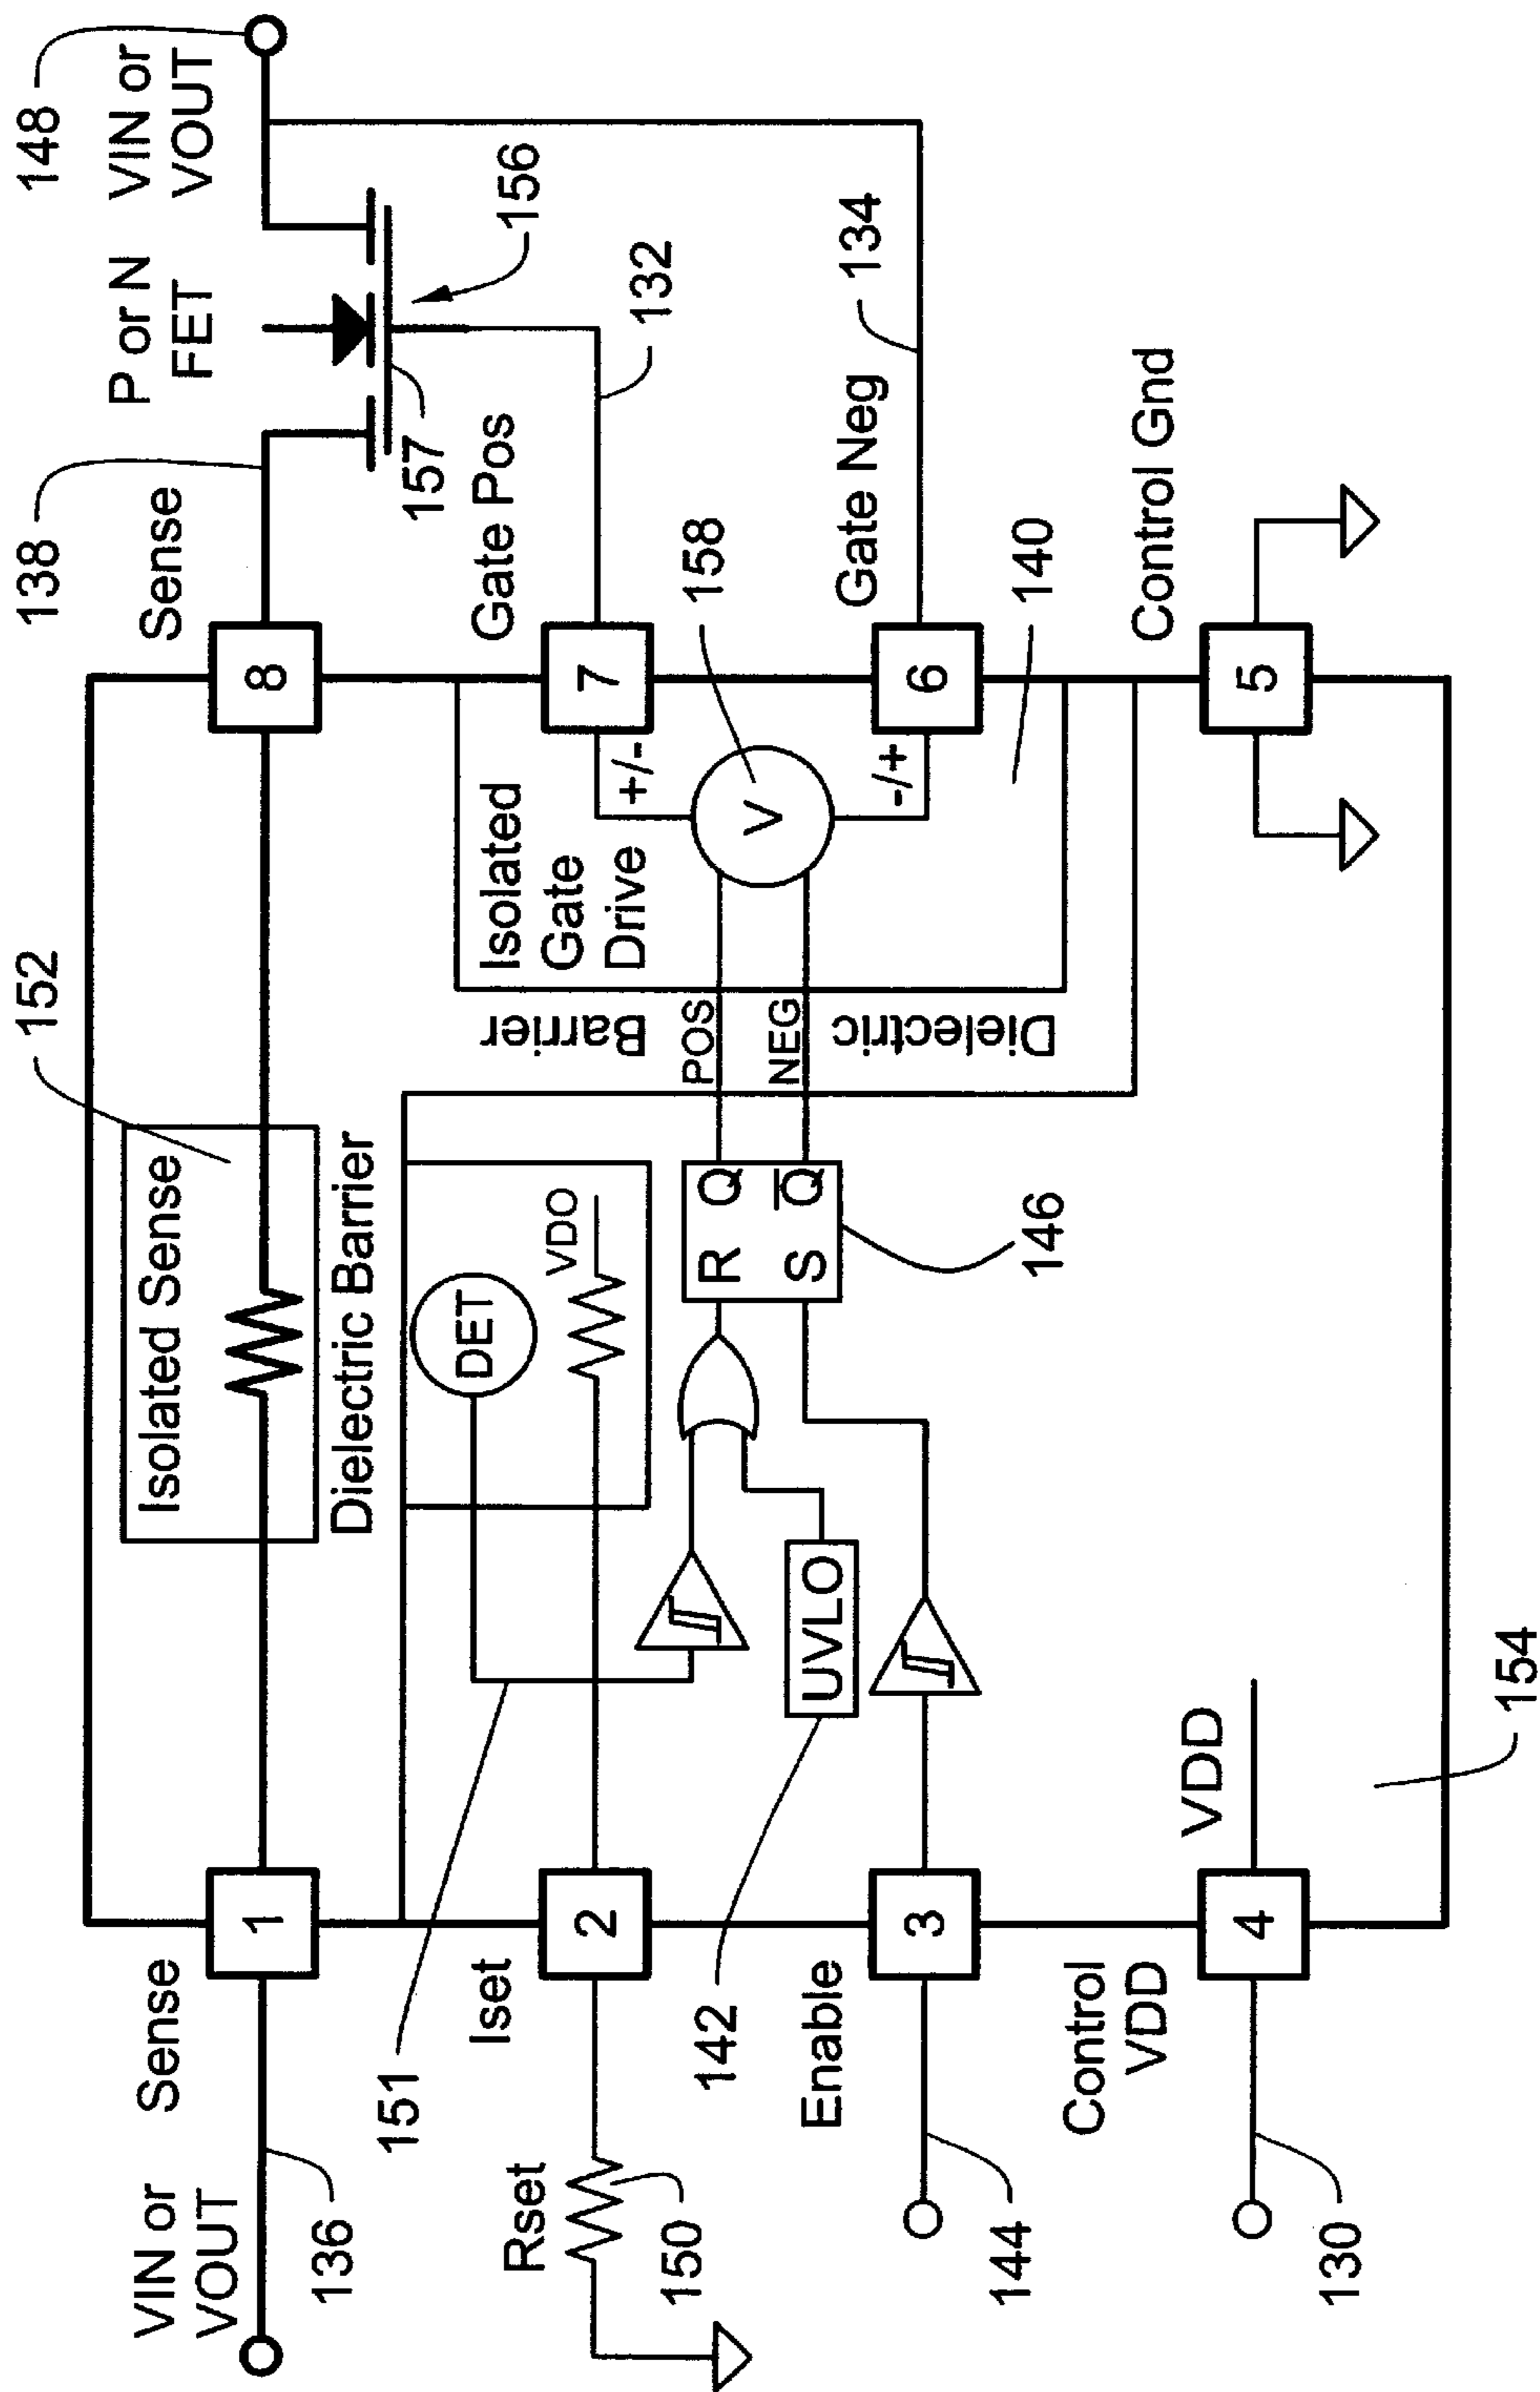 148
VIN or
VOUT
P or N
FET
156
157
138
Sense
132
Gate Pos
134
Gate Neg
158
140
Control Gnd
8
7
6
5
+/-
-/+
V
Isolated
Gate
Drive
152
Isolated Sense
Dielectric Barrier
Dielectric
Barrier
POS
NEG
DET
VDO
R
Q
S
Q
146
UVLO
VDD
154
1
2
3
4
Sense
Iset
Enable
Control
VDD
151
142
VIN or
VOUT
136
Rset
150
144
130